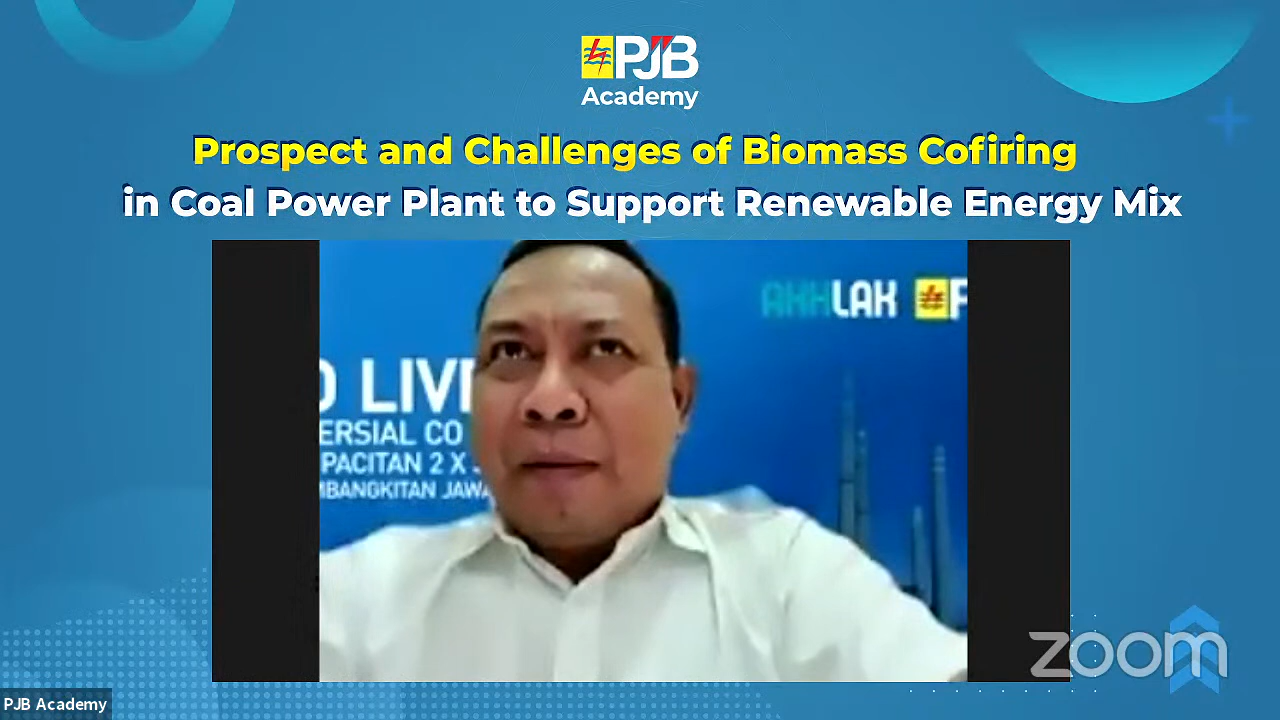 PJB
Academy
Prospect and Challenges of Biomass Cofiring
in Coal Power Plant to Support Renewable Energy Mix
AKHLAK
LIVE
ERSIAL CO
PACITAN 2 X
MBANGKITAN JAWA
zoom
PJB Academy